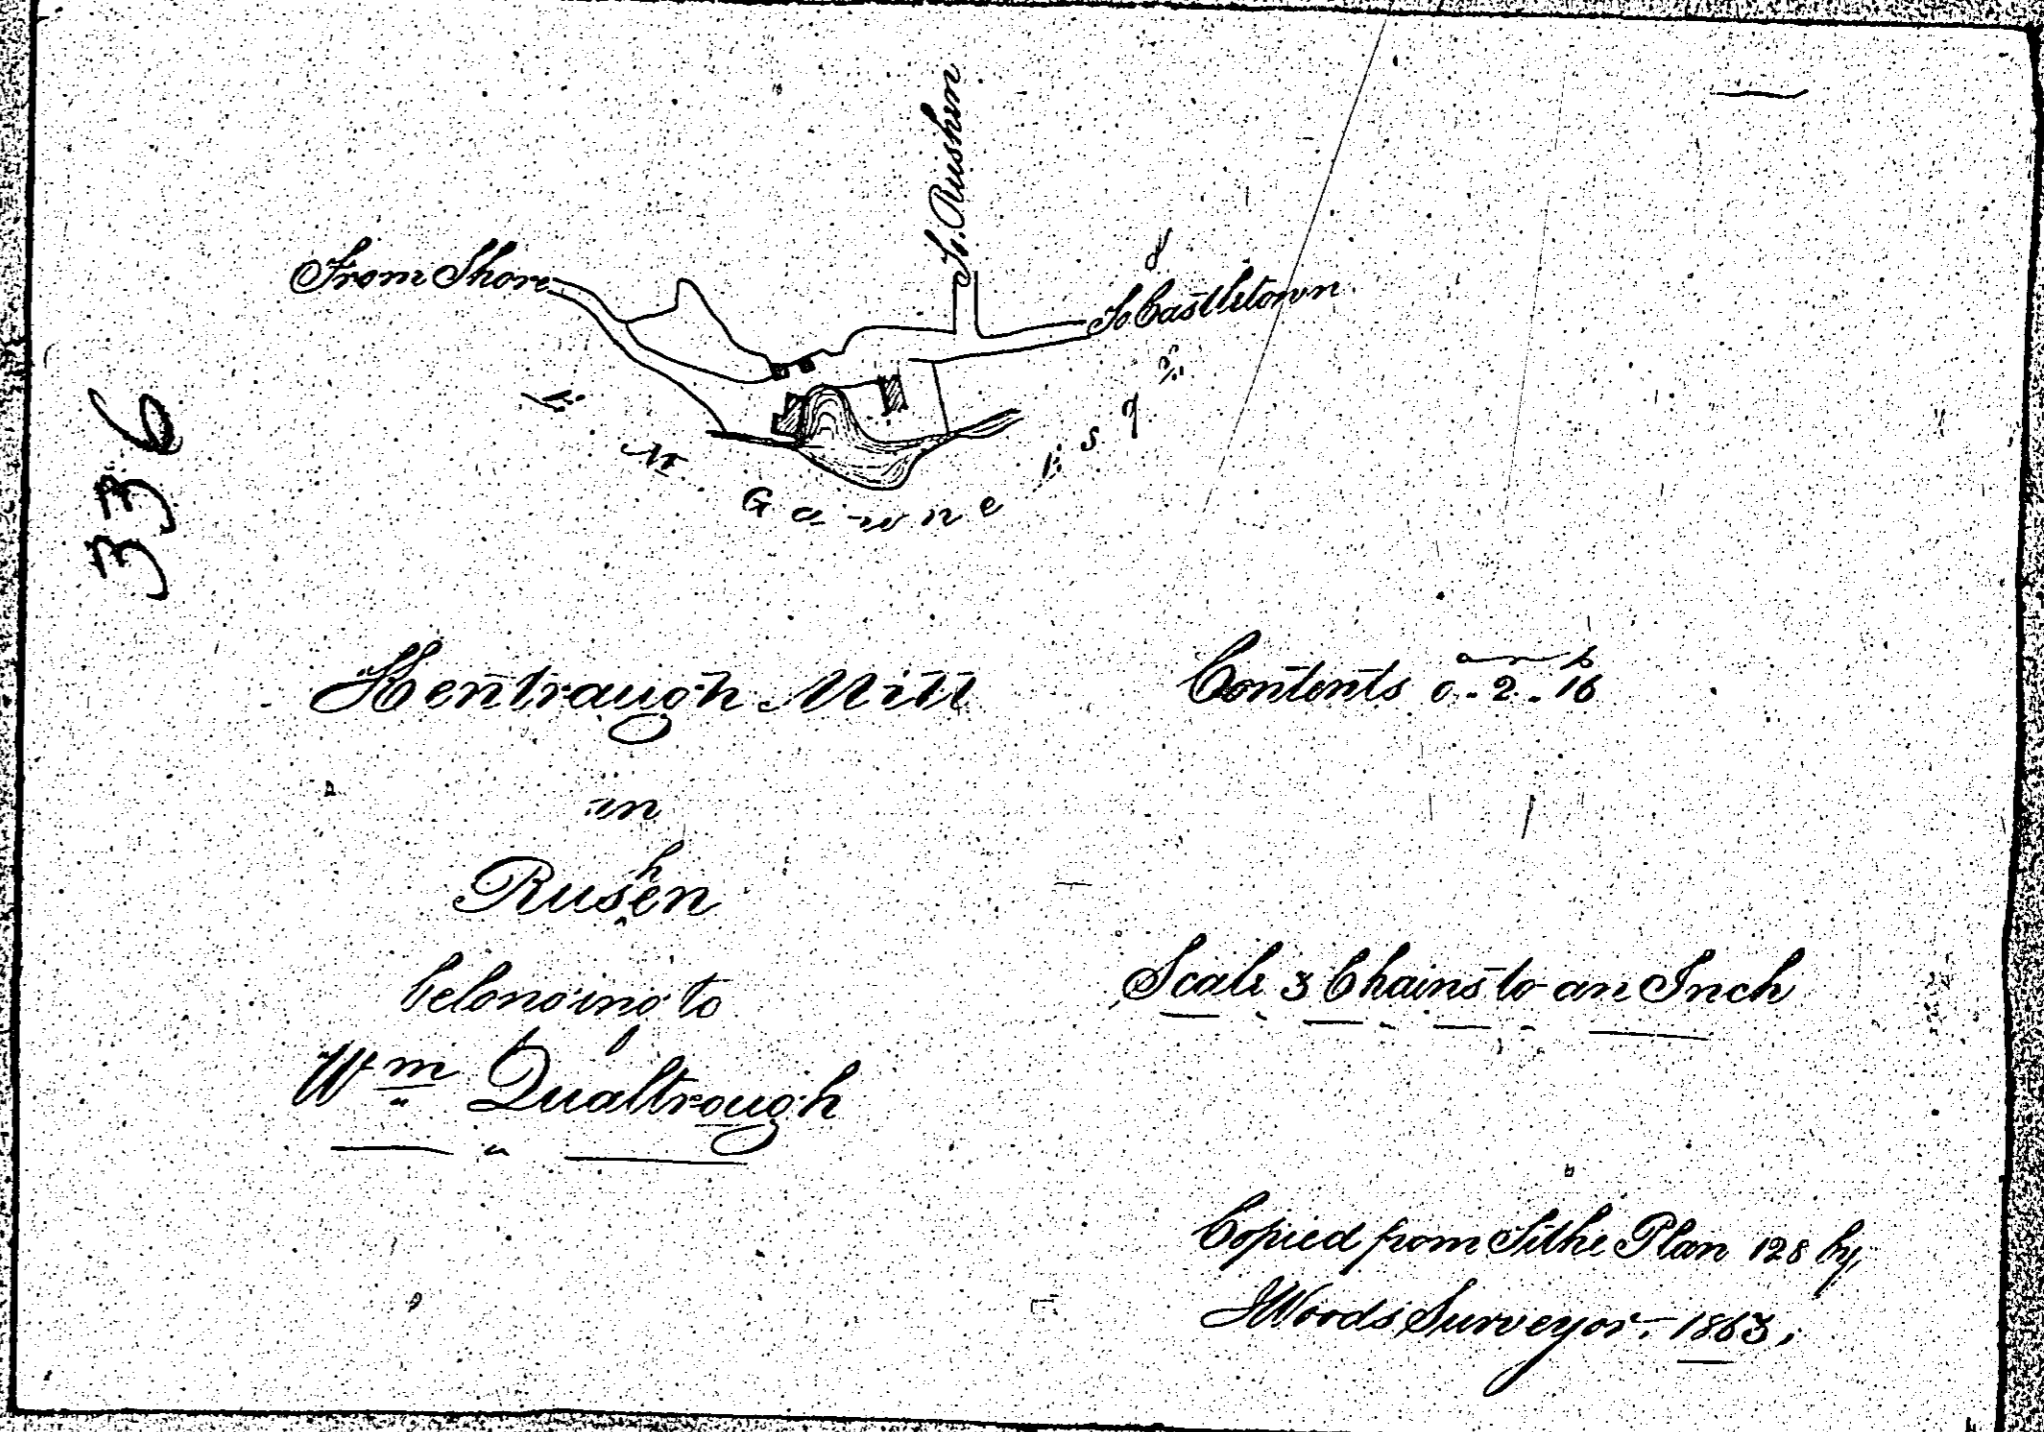 336
From Shore
To. Rushen
To Castletown
E. M. Gawne Esqr
Kentraugh Mill
in
Rushen
belonging to
Wm Qualtrough
Contents
a r p
0 - 2 - 16
Scale 3 Chains to an Inch
Copied from Tithe Plan 128 by
J Woods Surveyor. 1863.